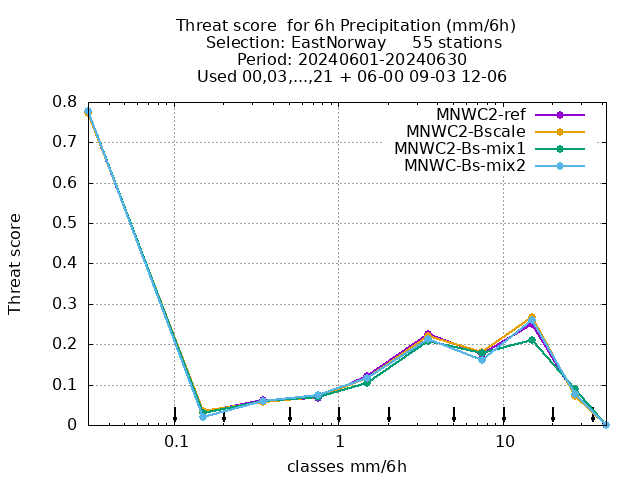 Threat score  for 6h Precipitation (mm/6h)
Selection: EastNorway     55 stations
Period: 20240601-20240630
Used 00,03,...,21 + 06-00 09-03 12-06
MNWC2-ref
MNWC2-Bscale
MNWC2-Bs-mix1
MNWC-Bs-mix2
Threat score
0.8
0.7
0.6
0.5
0.4
0.3
0.2
0.1
0
0.1 1 10
classes mm/6h